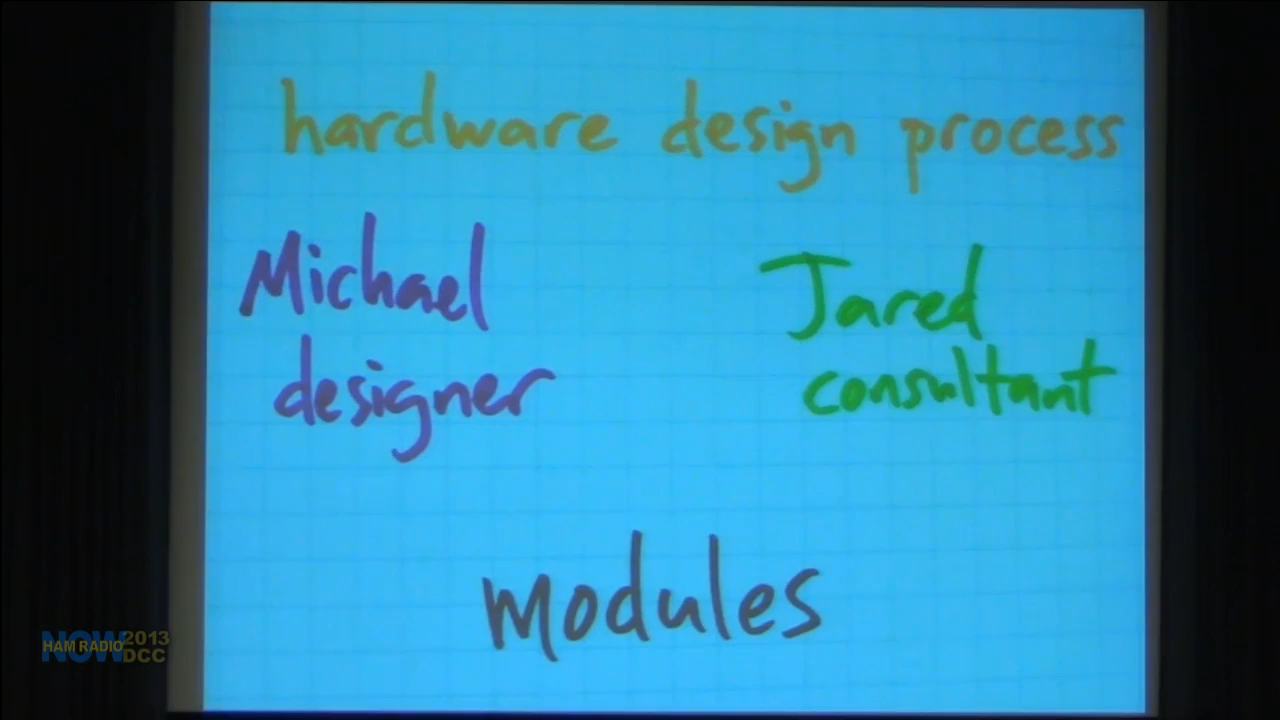 hardware design process
Michael
designer
Jared
consultant
modules
HAM RADIO NOW 2013 DCC